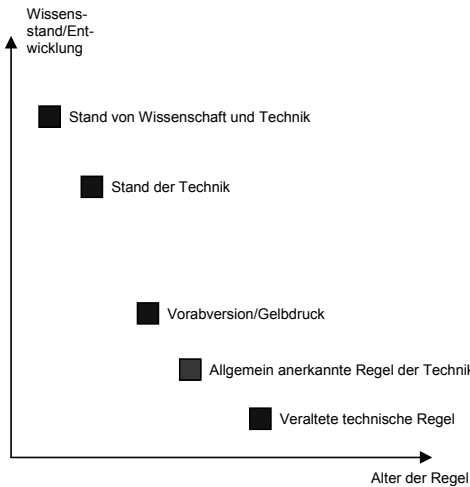 Wissens-
stand/Ent-
wicklung
Stand von Wissenschaft und Technik
Stand der Technik
Vorabversion/Gelbdruck
Allgemein anerkannte Regel der Technik
Veraltete technische Regel
Alter der Regel